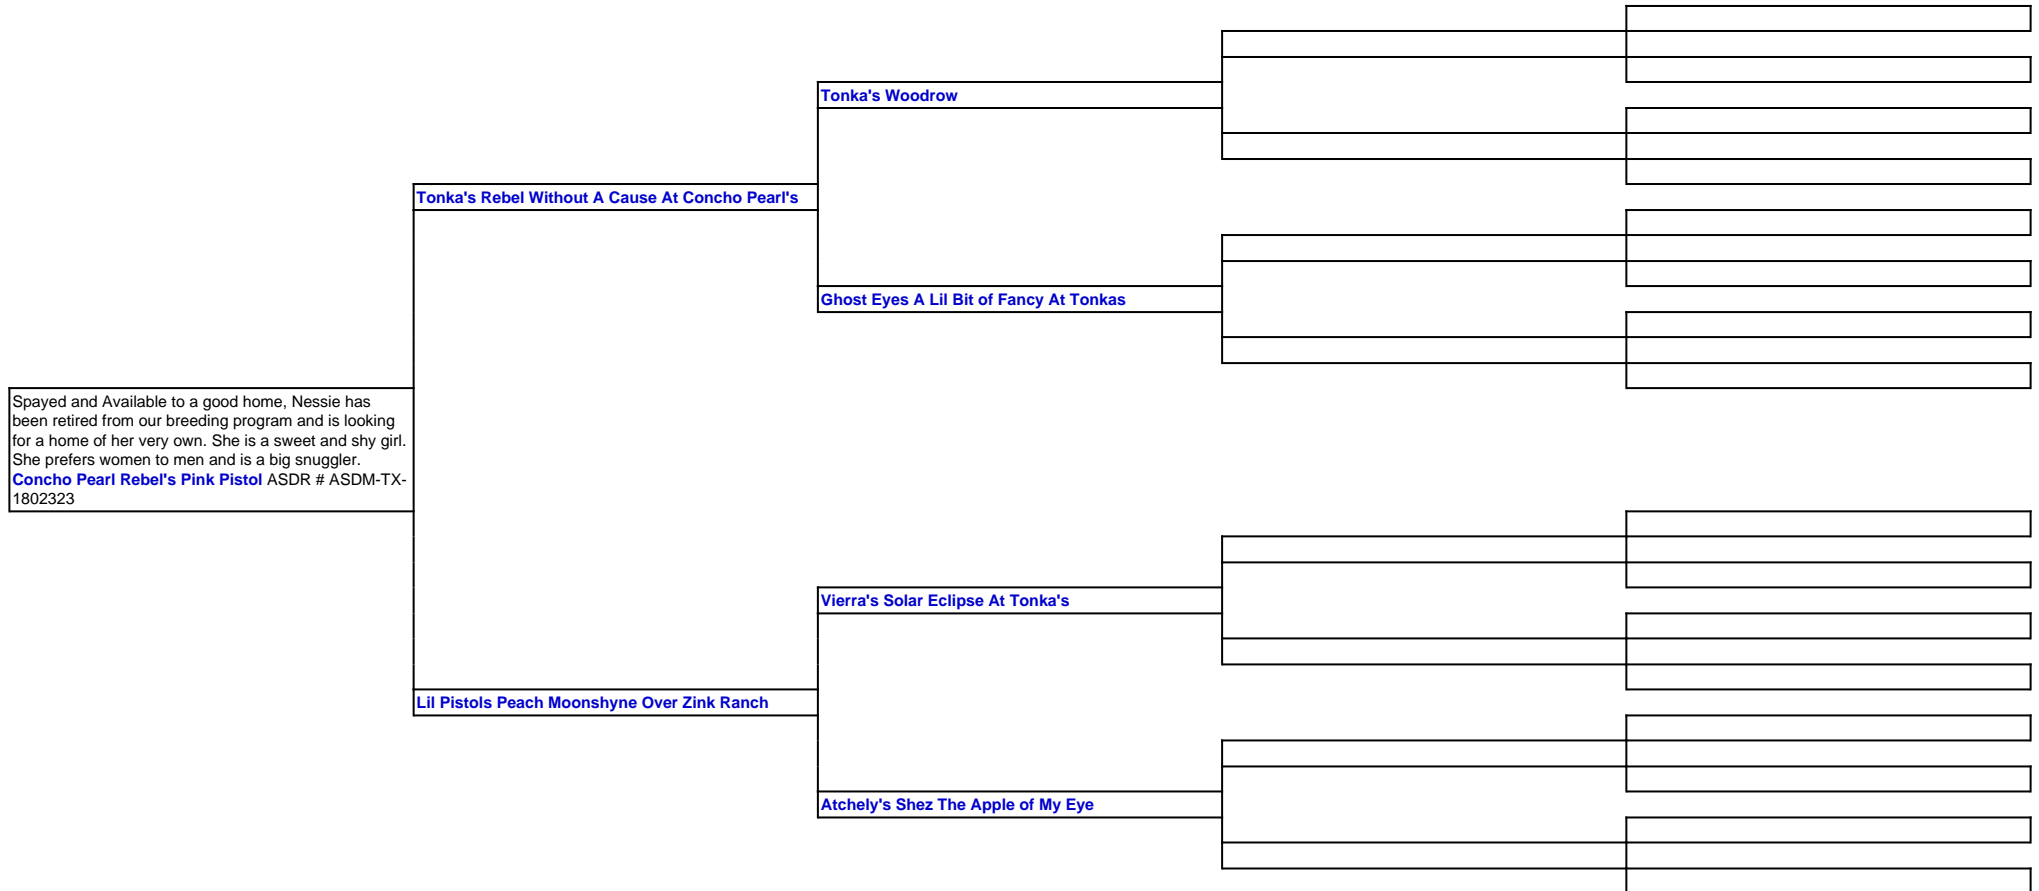 Tonka's Woodrow
Tonka's Rebel Without A Cause At Concho Pearl's
Ghost Eyes A Lil Bit of Fancy At Tonkas
Spayed and Available to a good home, Nessie has
been retired from our breeding program and is looking
for a home of her very own. She is a sweet and shy girl.
She prefers women to men and is a big snuggler.
Concho Pearl Rebel's Pink Pistol ASDR # ASDM-TX-
1802323
Vierra's Solar Eclipse At Tonka's
Lil Pistols Peach Moonshyne Over Zink Ranch
Atchely's Shez The Apple of My Eye